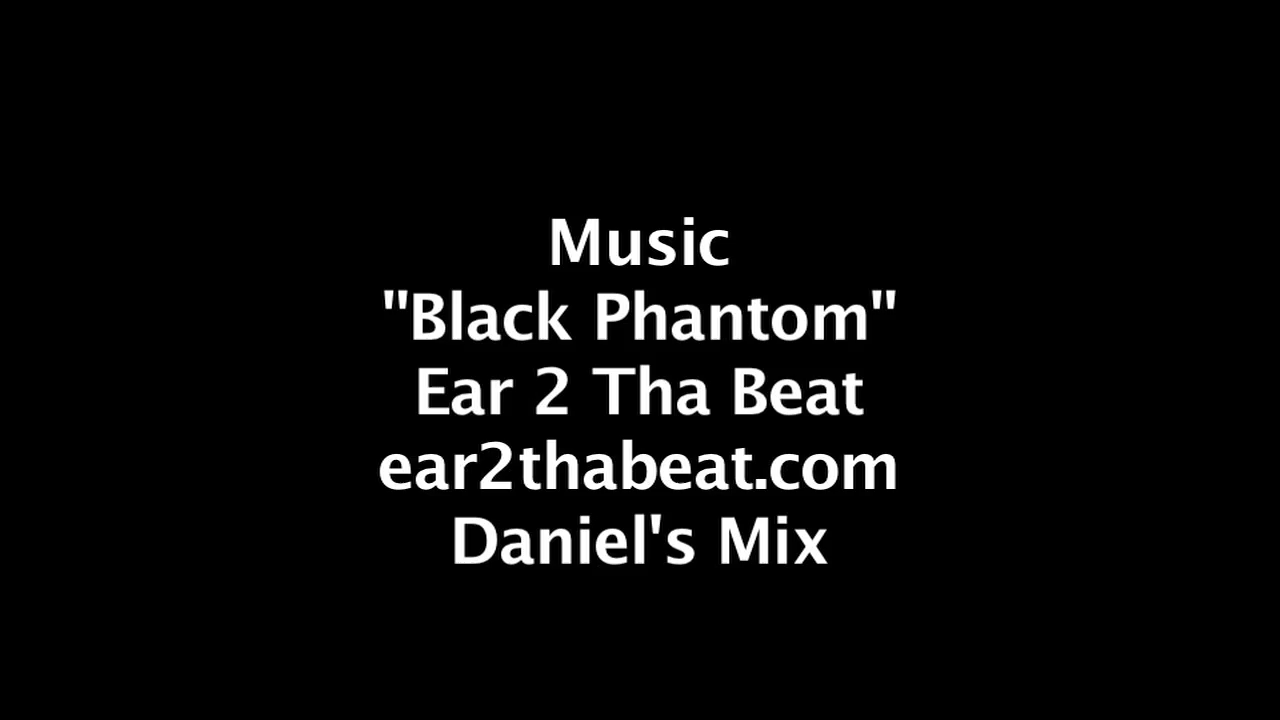 Music
"Black Phantom"
Ear 2 Tha Beat
ear2thabeat.com
Daniel's Mix